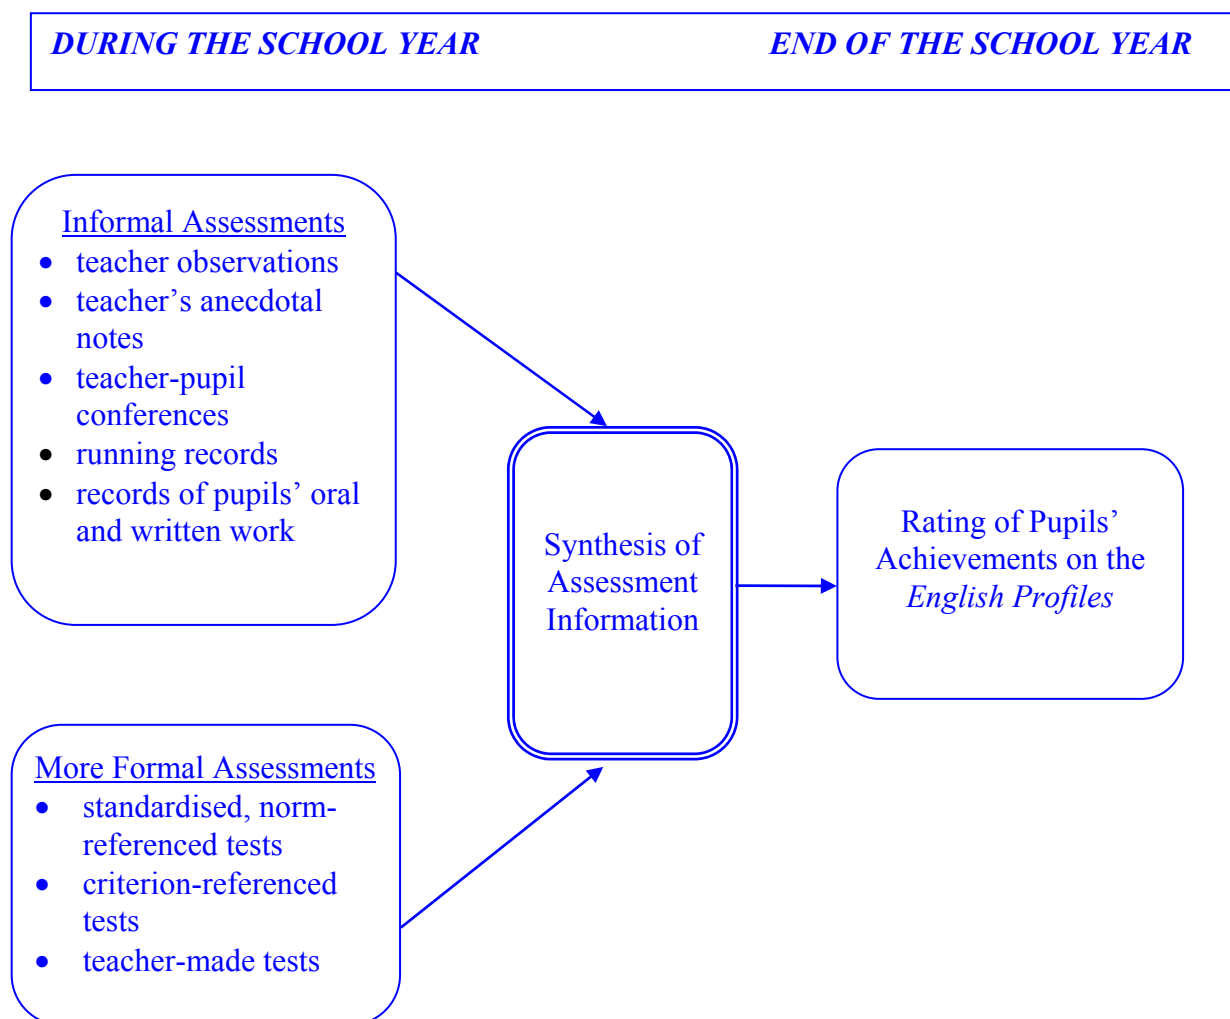 DURING THE SCHOOL YEAR END OF THE SCHOOL YEAR
Informal Assessments
• teacher observations
• teacher’s anecdotal
notes
• teacher-pupil
conferences
• running records
• records of pupils’ oral
and written work
Synthesis of
Assessment
Information
Rating of Pupils’
Achievements on the
English Profiles
More Formal Assessments
• standardised, norm-
referenced tests
• criterion-referenced
tests
• teacher-made tests